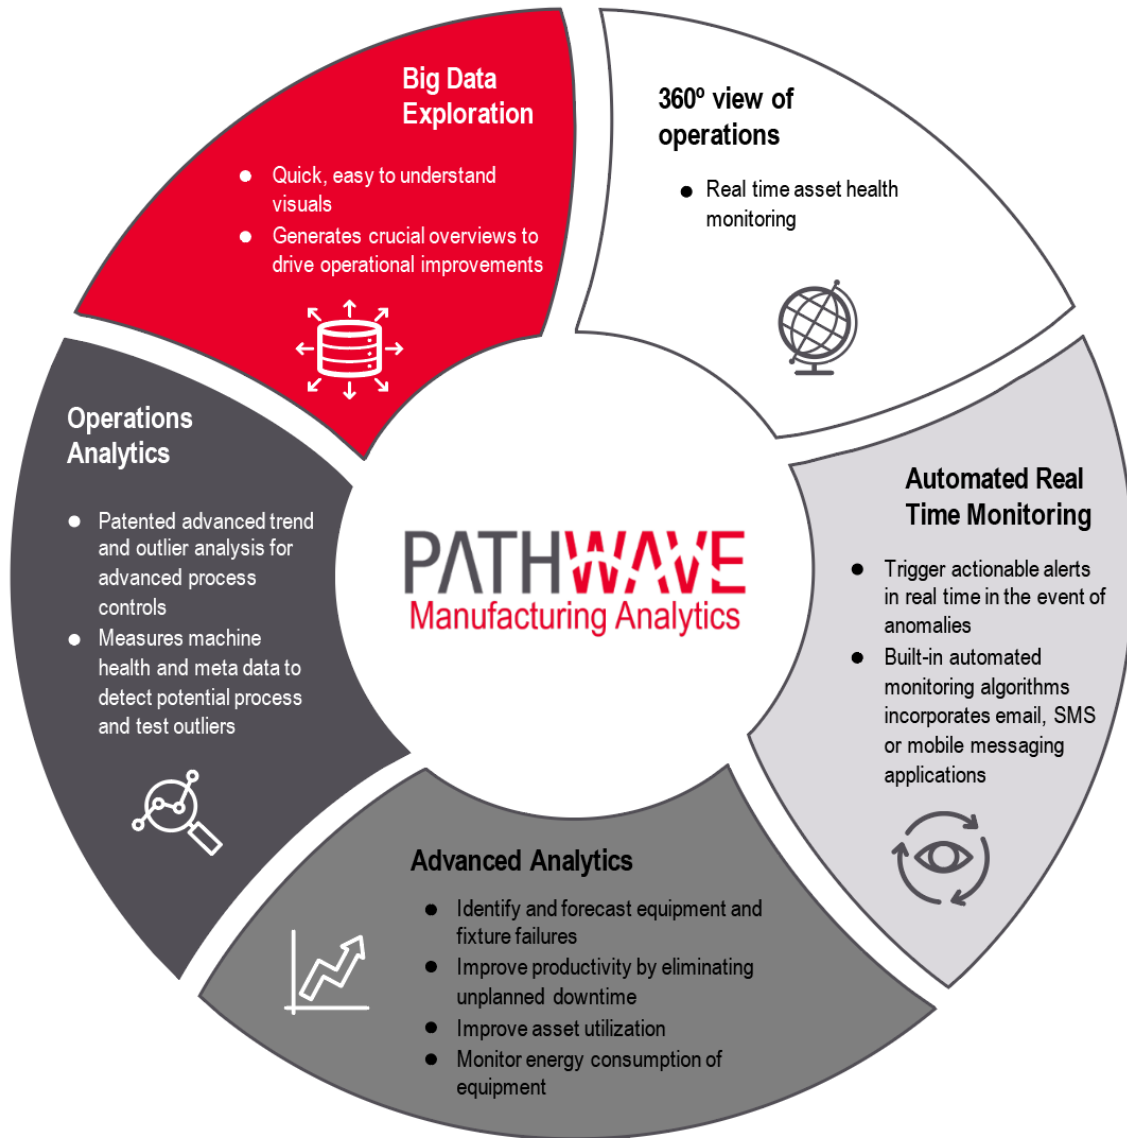 Big Data
Exploration
● Quick, easy to understand
visuals
● Generates crucial overviews to
drive operational improvements
360º view of
operations
● Real time asset health
monitoring
Automated Real
Time Monitoring
● Trigger actionable alerts
in real time in the event of
anomalies
● Built-in automated
monitoring algorithms
incorporates email, SMS
or mobile messaging
applications
Advanced Analytics
● Identify and forecast equipment and
fixture failures
● Improve productivity by eliminating
unplanned downtime
● Improve asset utilization
● Monitor energy consumption of
equipment
Operations
Analytics
● Patented advanced trend
and outlier analysis for
advanced process
controls
● Measures machine
health and meta data to
detect potential process
and test outliers
PATHWAVE
Manufacturing Analytics